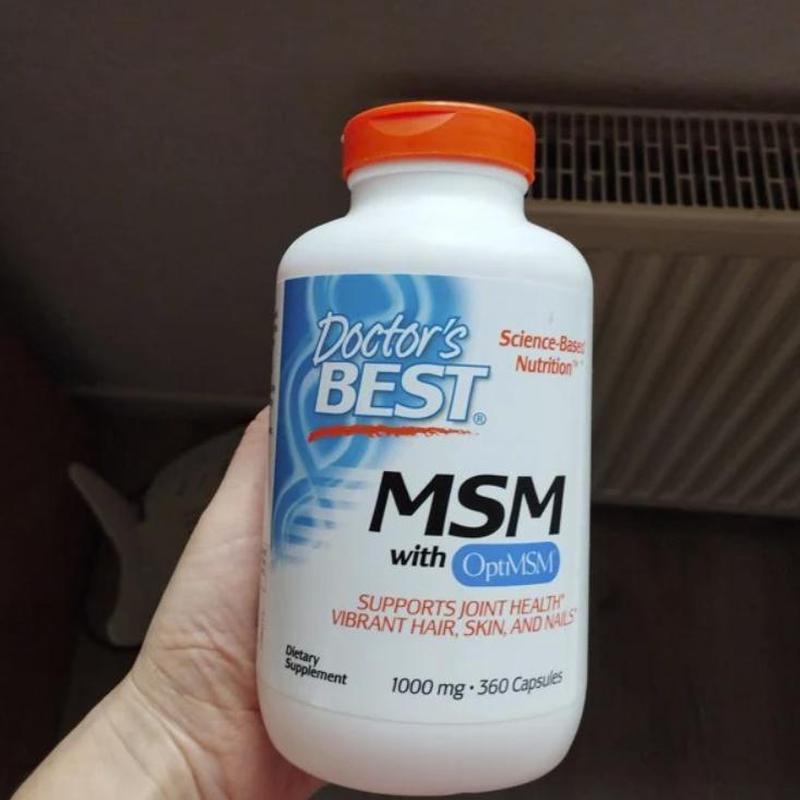 Doctor's
BEST®
Science-Based
Nutrition™
MSM
with OptiMSM
SUPPORTS JOINT HEALTH*
VIBRANT HAIR, SKIN, AND NAILS*
Dietary
Supplement
1000 mg • 360 Capsules